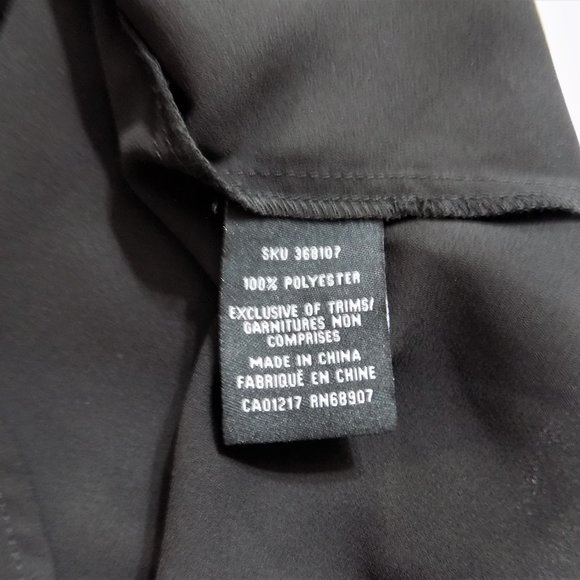 SKU 368107
100% POLYESTER
EXCLUSIVE OF TRIMS/
GARNITURES NON
COMPRISES
MADE IN CHINA
FABRIQUÉ EN CHINE
CA01217 RN68907